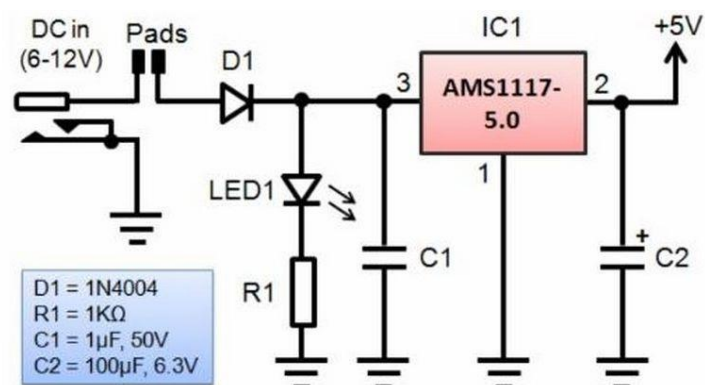 DC in
(6-12V)
Pads
D1
IC1
+5V
3
AMS1117-
5.0
2
1
LED1
R1
C1
+
C2
D1 = 1N4004
R1 = 1KΩ
C1 = 1µF, 50V
C2 = 100µF, 6.3V